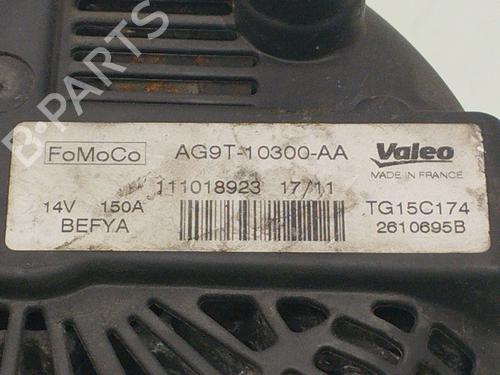 B-PARTS
FoMoCo AG9T-10300-AA Valeo
MADE IN FRANCE
111018923 17/11
14V 150A TG15C174
BEFYA 2610695B